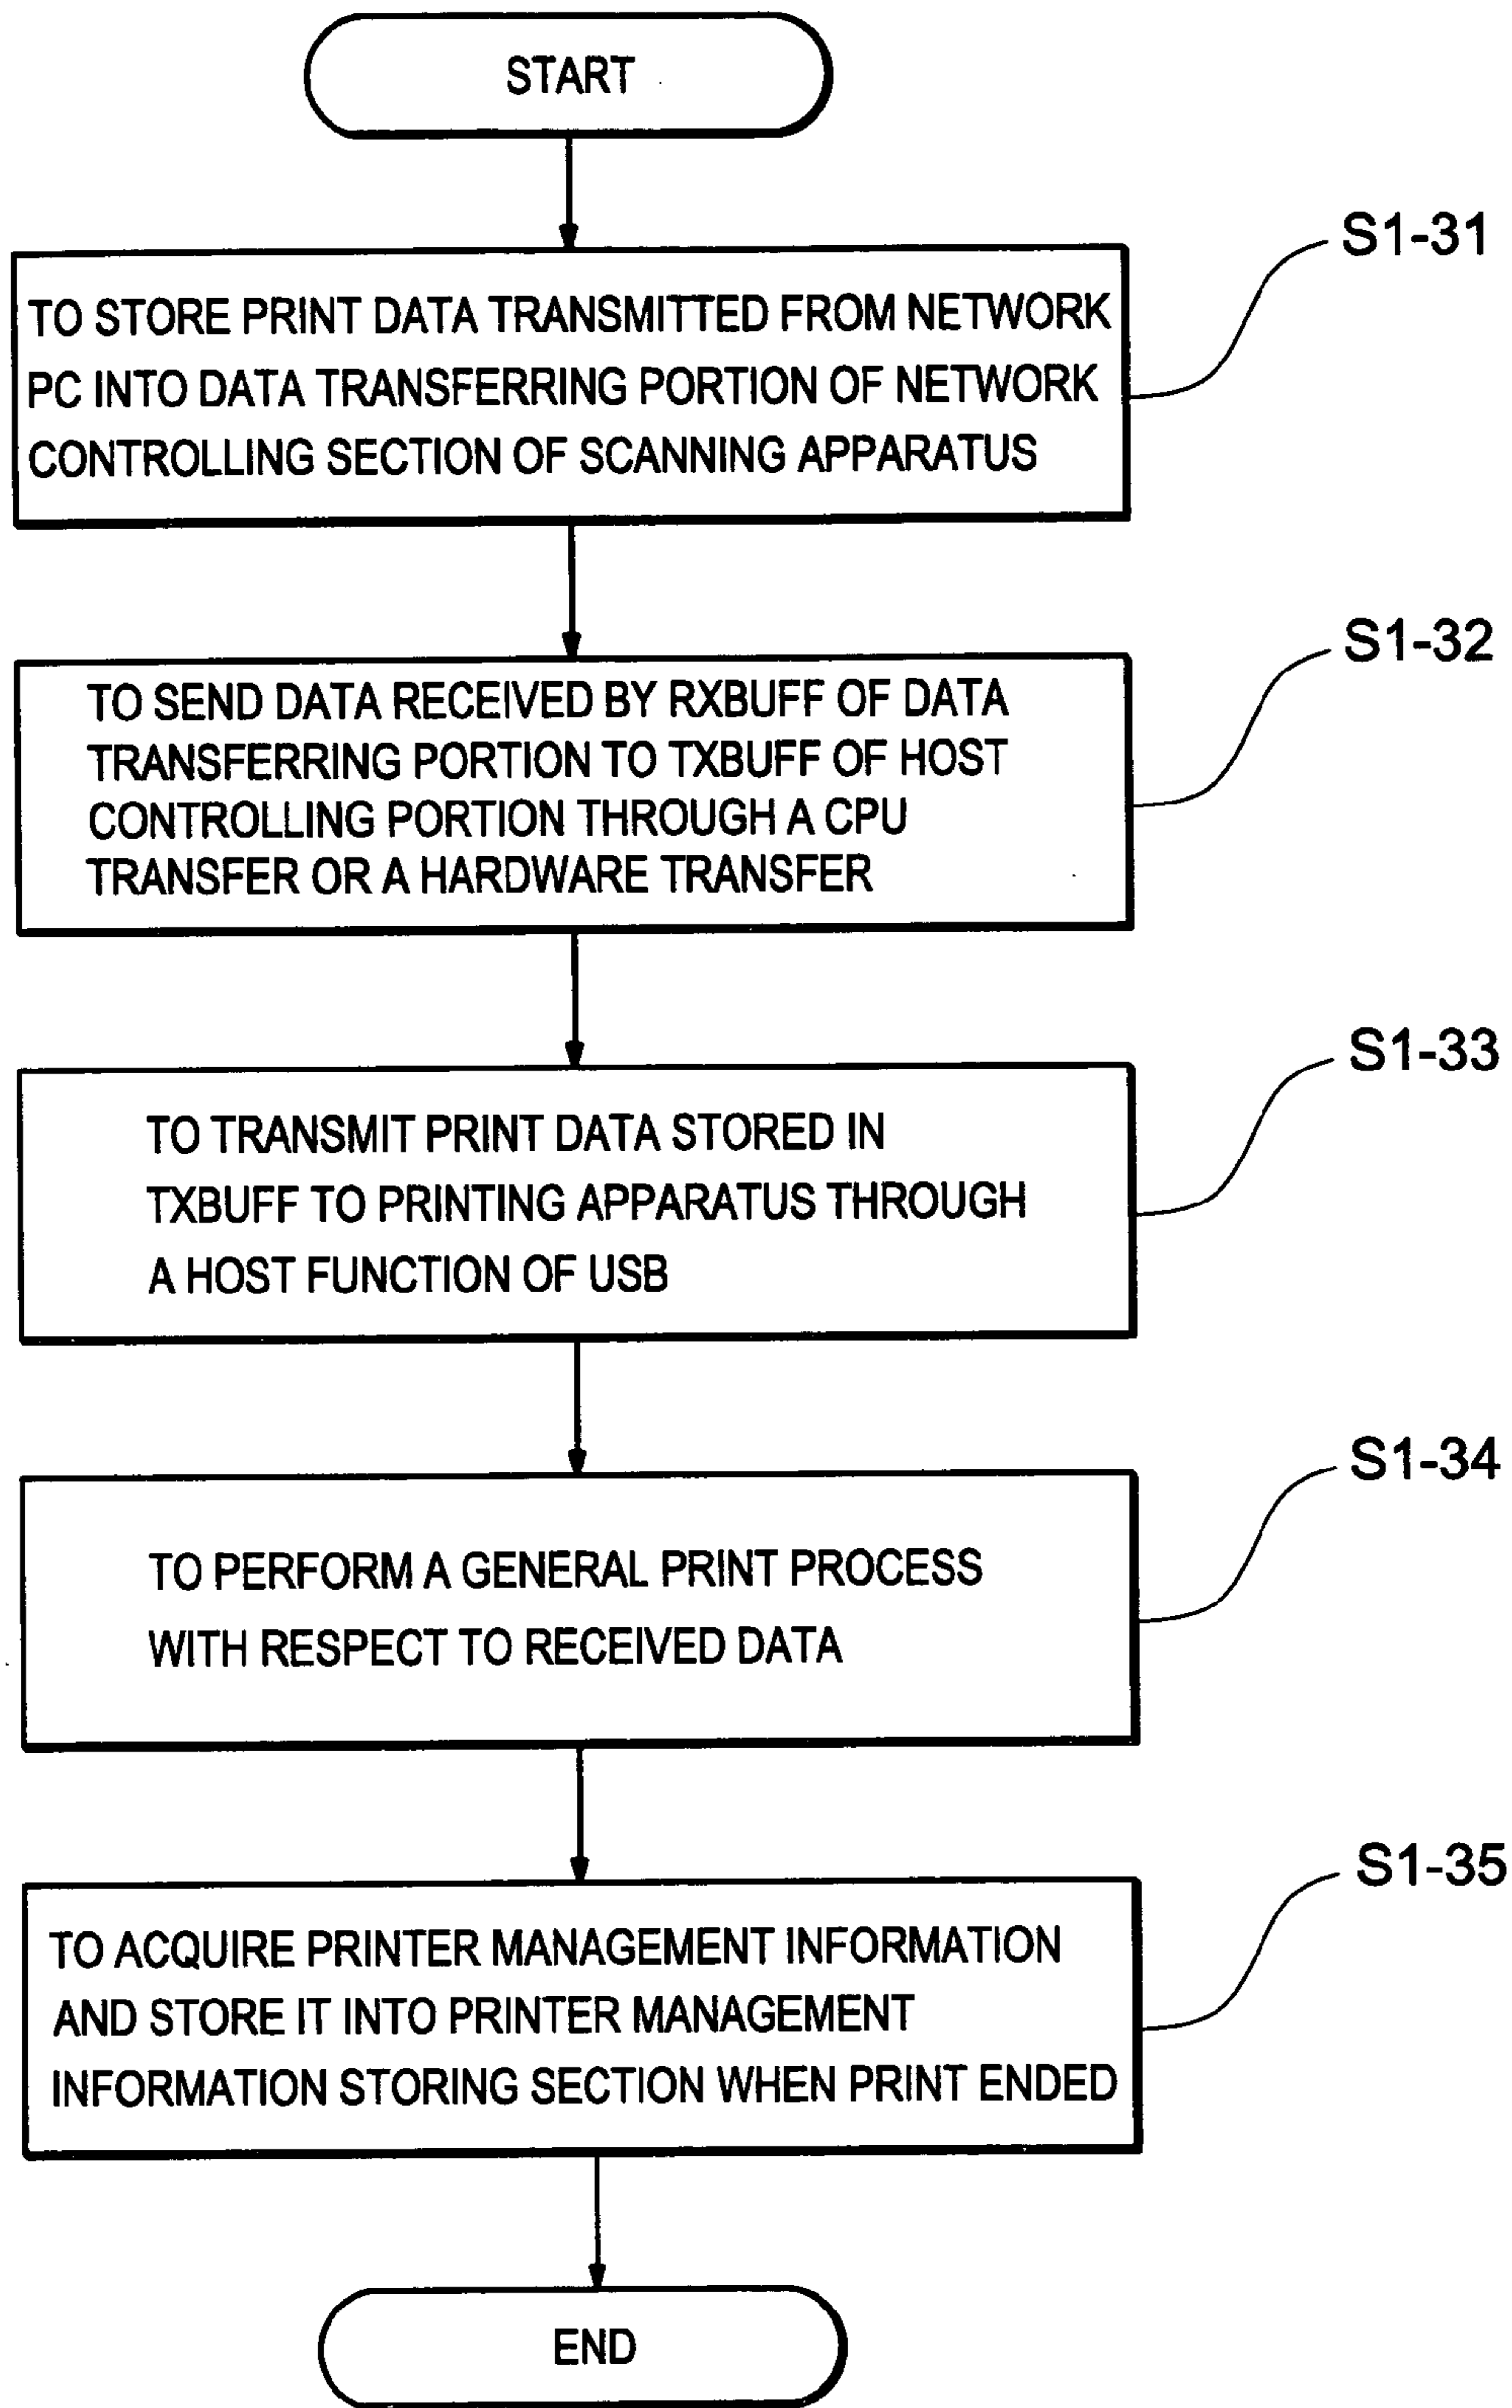 START
S1-31
TO STORE PRINT DATA TRANSMITTED FROM NETWORK
PC INTO DATA TRANSFERRING PORTION OF NETWORK
CONTROLLING SECTION OF SCANNING APPARATUS
S1-32
TO SEND DATA RECEIVED BY RXBUFF OF DATA
TRANSFERRING PORTION TO TXBUFF OF HOST
CONTROLLING PORTION THROUGH A CPU
TRANSFER OR A HARDWARE TRANSFER
S1-33
TO TRANSMIT PRINT DATA STORED IN
TXBUFF TO PRINTING APPARATUS THROUGH
A HOST FUNCTION OF USB
S1-34
TO PERFORM A GENERAL PRINT PROCESS
WITH RESPECT TO RECEIVED DATA
S1-35
TO ACQUIRE PRINTER MANAGEMENT INFORMATION
AND STORE IT INTO PRINTER MANAGEMENT
INFORMATION STORING SECTION WHEN PRINT ENDED
END